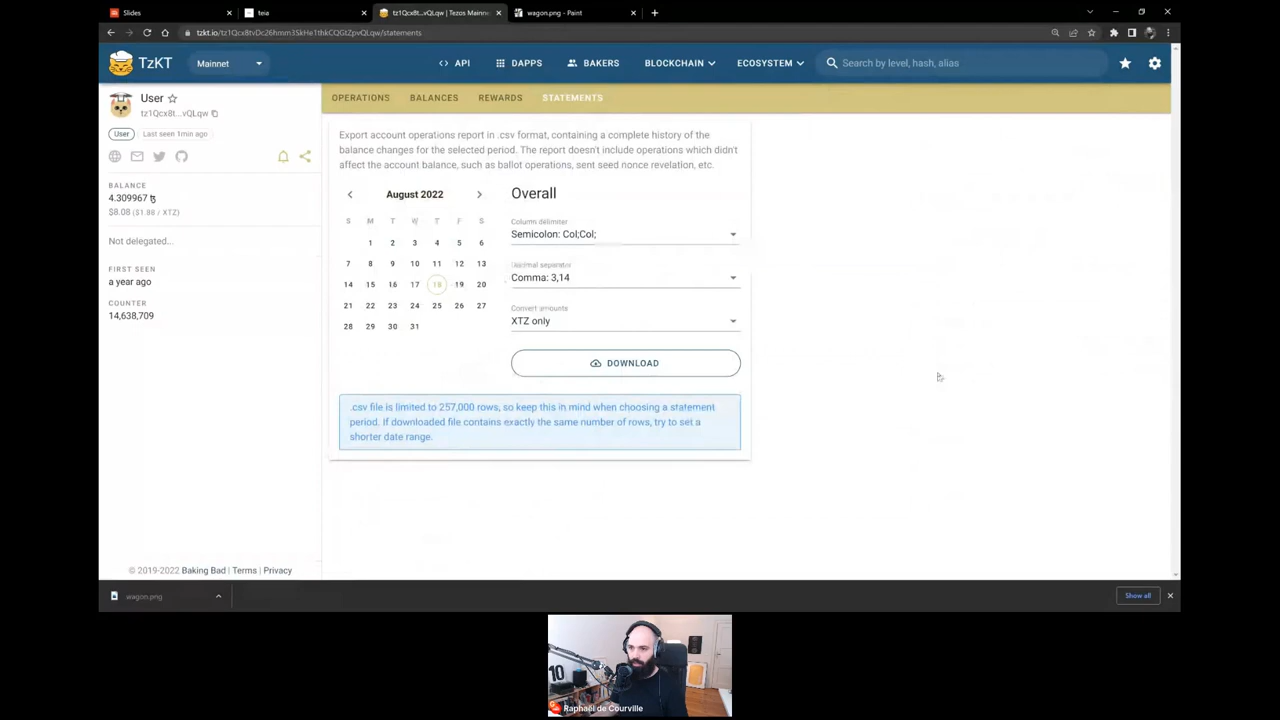 Slides
teia
tz1Qcx8t...vQLqw | Tezos Mainne
wagon.png - Paint
tzkt.io/tz1Qcx8tvDc26hmm3SkHe1thkCQGtZpvQLqw/statements
TzKT
Mainnet
API
DAPPS
BAKERS
BLOCKCHAIN
ECOSYSTEM
Search by level, hash, alias
User
tz1Qcx8t...vQLqw
User
Last seen 1min ago
BALANCE
4.309967 ꜩ
$8.08 ($1.88 / XTZ)
Not delegated...
FIRST SEEN
a year ago
COUNTER
14,638,709
OPERATIONS
BALANCES
REWARDS
STATEMENTS
Export account operations report in .csv format, containing a complete history of the
balance changes for the selected period. The report doesn't include operations which didn't
affect the account balance, such as ballot operations, sent seed nonce revelation, etc.
August 2022
S M T W T F S
1 2 3 4 5 6
7 8 9 10 11 12 13
14 15 16 17 18 19 20
21 22 23 24 25 26 27
28 29 30 31
Overall
Column delimiter
Semicolon: Col;Col;
Decimal separator
Comma: 3,14
Convert amounts
XTZ only
DOWNLOAD
.csv file is limited to 257,000 rows, so keep this in mind when choosing a statement
period. If downloaded file contains exactly the same number of rows, try to set a
shorter date range.
© 2019-2022 Baking Bad | Terms | Privacy
wagon.png
Show all
10
Raphaël de Courville